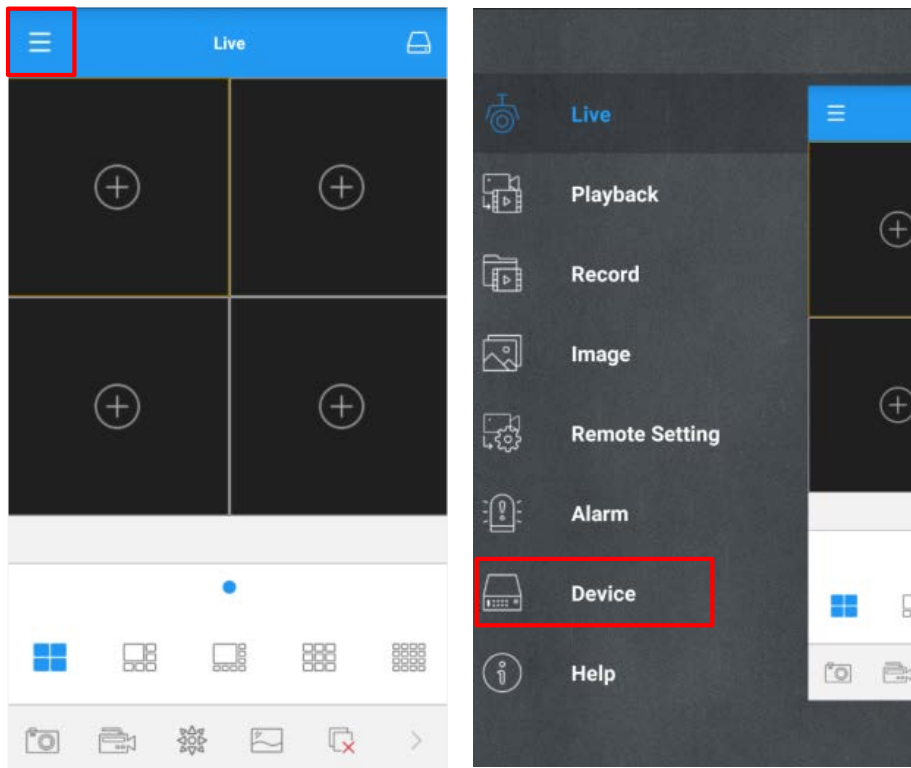 Live
Live
Playback
Record
Image
Remote Setting
Alarm
Device
Help